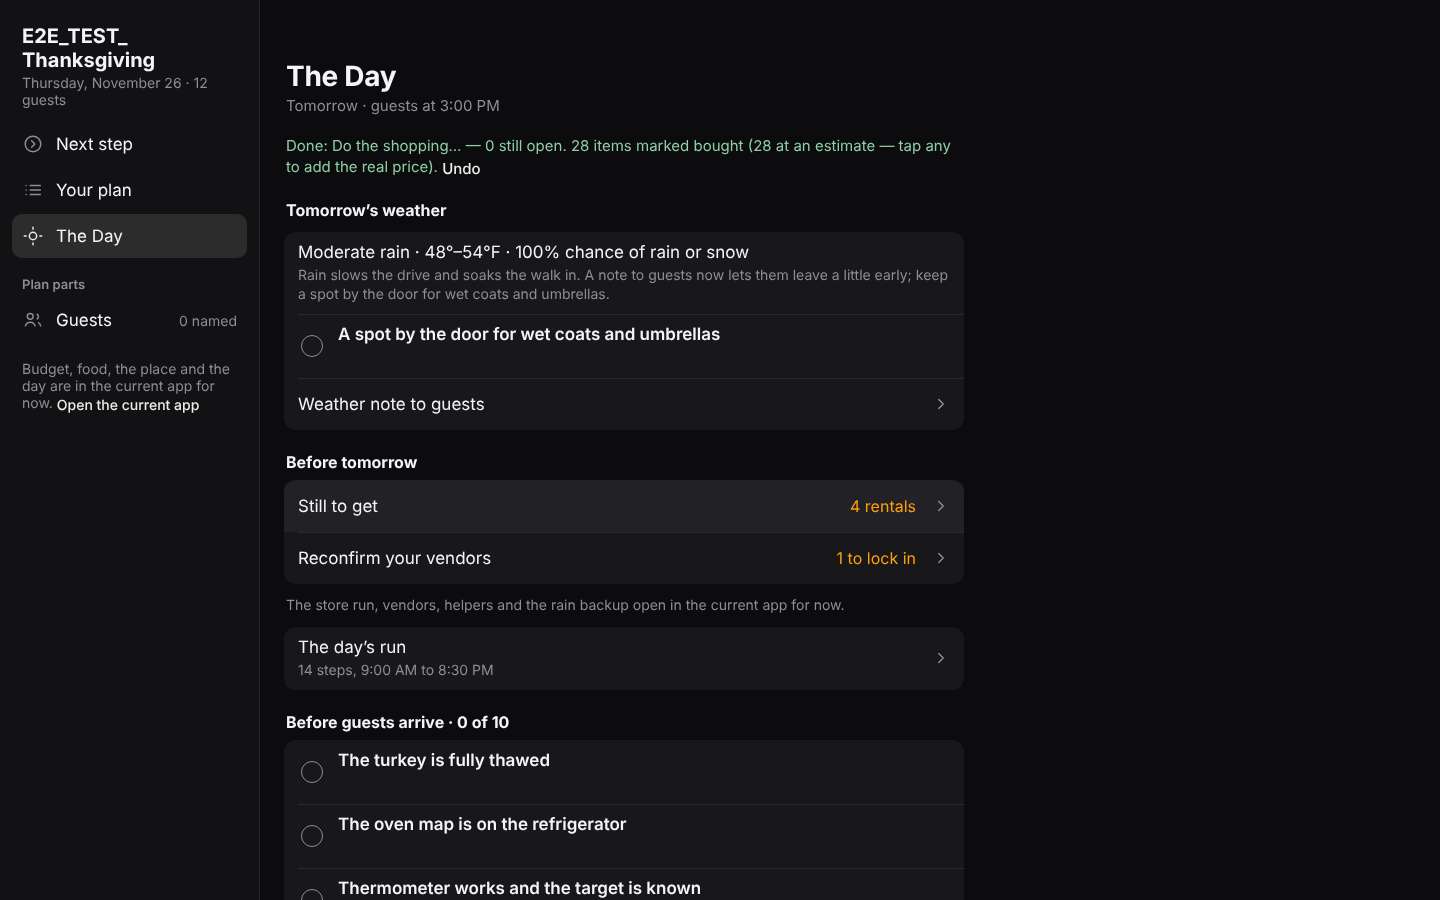 E2E_TEST_
Thanksgiving
Thursday, November 26 · 12
guests
Next step
Your plan
The Day
Plan parts
Guests
0 named
Budget, food, the place and the
day are in the current app for
now. Open the current app
The Day
Tomorrow · guests at 3:00 PM
Done: Do the shopping… — 0 still open. 28 items marked bought (28 at an estimate — tap any
to add the real price). Undo
Tomorrow’s weather
Moderate rain · 48°–54°F · 100% chance of rain or snow
Rain slows the drive and soaks the walk in. A note to guests now lets them leave a little early; keep
a spot by the door for wet coats and umbrellas.
A spot by the door for wet coats and umbrellas
Weather note to guests
Before tomorrow
Still to get
4 rentals
Reconfirm your vendors
1 to lock in
The store run, vendors, helpers and the rain backup open in the current app for now.
The day’s run
14 steps, 9:00 AM to 8:30 PM
Before guests arrive · 0 of 10
The turkey is fully thawed
The oven map is on the refrigerator
Thermometer works and the target is known